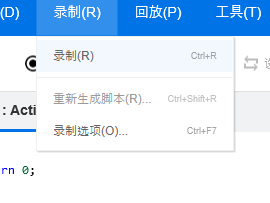 (D) 录制(R) 回放(P) 工具(T)
录制(R) Ctrl+R
重新生成脚本(R)... Ctrl+Shift+R
录制选项(O)... Ctrl+F7
: Acti
rn 0;